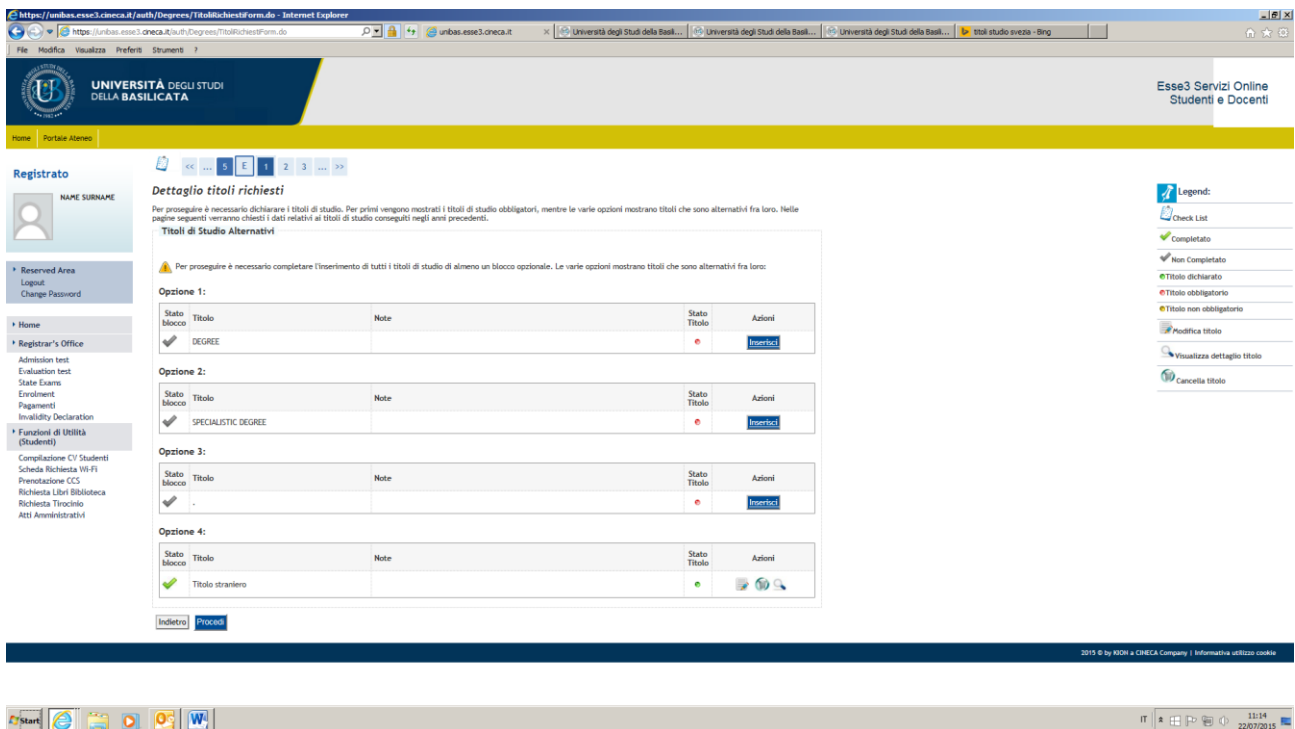 https://unibas.esse3.cineca.it/auth/Degrees/TitoliRichiestiForm.do - Internet Explorer
https://unibas.esse3.cineca.it/auth/Degrees/TitoliRichiestiForm.do
unibas.esse3.cineca.it
Università degli Studi della Basil...
Università degli Studi della Basili...
Università degli Studi della Basili...
titoli studio svezia - Bing
File Modifica Visualizza Preferiti Strumenti ?
UNIVERSITÀ DEGLI STUDI
DELLA BASILICATA
Esse3 Servizi Online
Studenti e Docenti
Home Portale Ateneo
Registrato
NAME SURNAME
Reserved Area
Logout
Change Password
Home
Registrar's Office
Admission test
Evaluation test
State Exams
Enrolment
Pagamenti
Invalidity Declaration
Funzioni di Utilità
(Studenti)
Compilazione CV Studenti
Scheda Richiesta Wi-Fi
Prenotazione CCS
Richiesta Libri Biblioteca
Richiesta Tirocinio
Atti Amministrativi
<< ... 5 E 1 2 3 ... >>
Dettaglio titoli richiesti
Per proseguire è necessario dichiarare i titoli di studio. Per primi vengono mostrati i titoli di studio obbligatori, mentre le varie opzioni mostrano titoli che sono alternativi fra loro. Nelle
pagine seguenti verranno chiesti i dati relativi ai titoli di studio conseguiti negli anni precedenti.
Titoli di Studio Alternativi
Per proseguire è necessario completare l'inserimento di tutti i titoli di studio di almeno un blocco opzionale. Le varie opzioni mostrano titoli che sono alternativi fra loro:
Opzione 1:
Stato blocco Titolo Note Stato Titolo Azioni
DEGREE Inserisci
Opzione 2:
Stato blocco Titolo Note Stato Titolo Azioni
SPECIALISTIC DEGREE Inserisci
Opzione 3:
Stato blocco Titolo Note Stato Titolo Azioni
. Inserisci
Opzione 4:
Stato blocco Titolo Note Stato Titolo Azioni
Titolo straniero
Indietro Procedi
Legend:
Check List
Completato
Non Completato
Titolo dichiarato
Titolo obbligatorio
Titolo non obbligatorio
Modifica titolo
Visualizza dettaglio titolo
Cancella titolo
2015 © by KION a CINECA Company | Informativa utilizzo cookie
Start
IT
11:14
22/07/2015